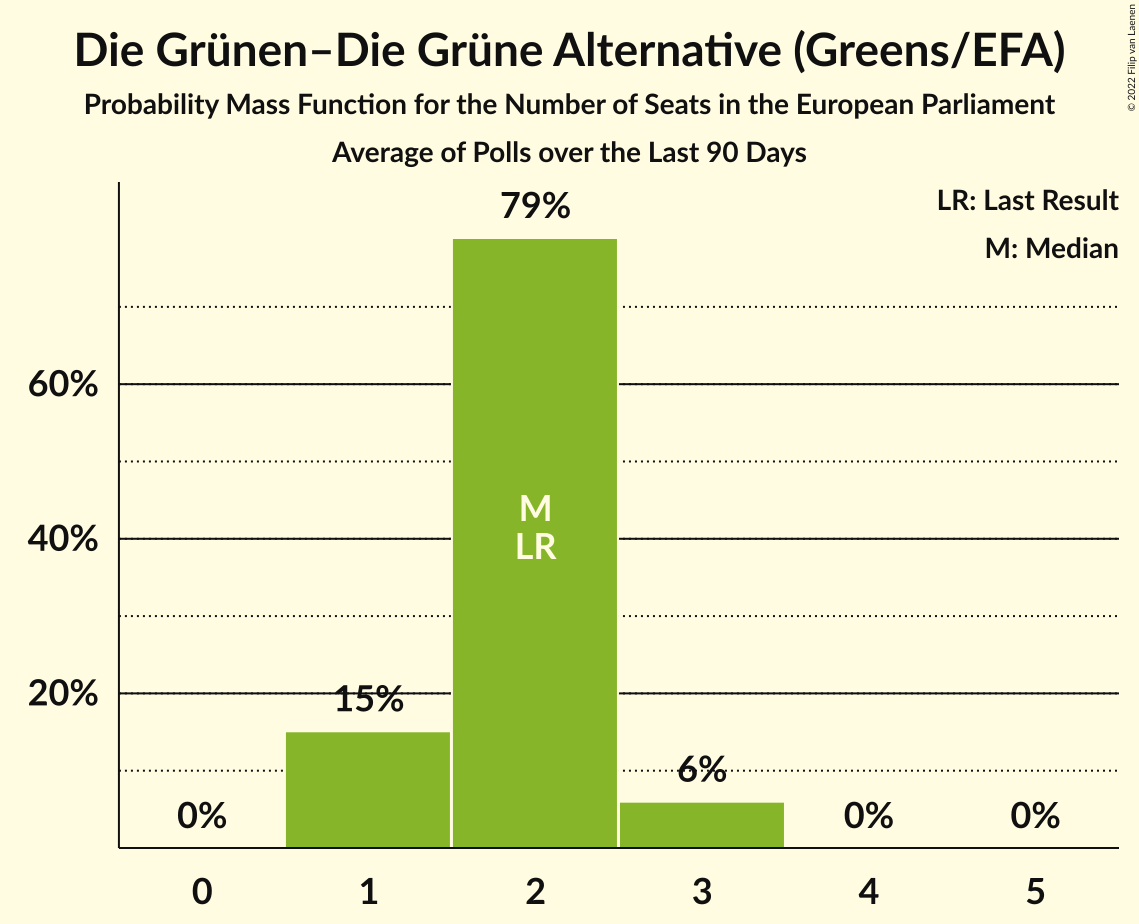 Die Grünen–Die Grüne Alternative (Greens/EFA)
Probability Mass Function for the Number of Seats in the European Parliament
Average of Polls over the Last 90 Days
© 2022 Filip van Laenen
LR: Last Result
M: Median
79%
60%
M
40%
LR
20%
15%
6%
0%
0%
0%
0
1
2
3
4
5